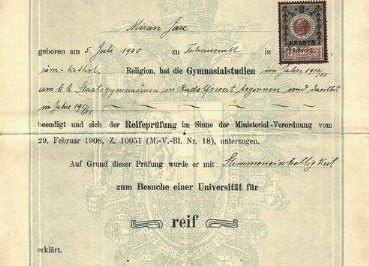 Miran Jarc
geboren am 5. Juli 1900 zu in
röm.-kathol. Religion, hat die Gymnasialstudien im Jahre 1910/11
am k. k. Staatsgymnasium in Rudolfswert begonnen und daselbst
im Jahre
beendigt und sich der Reifeprüfung im Sinne der Ministerial-Verordnung vom
29. Februar 1908, Z. 10051 (M.-V.-Bl. Nr. 18), unterzogen.
Auf Grund dieser Prüfung wurde er mit Stimmeneinhelligkeit
zum Besuche einer Universität für
reif
erklärt.